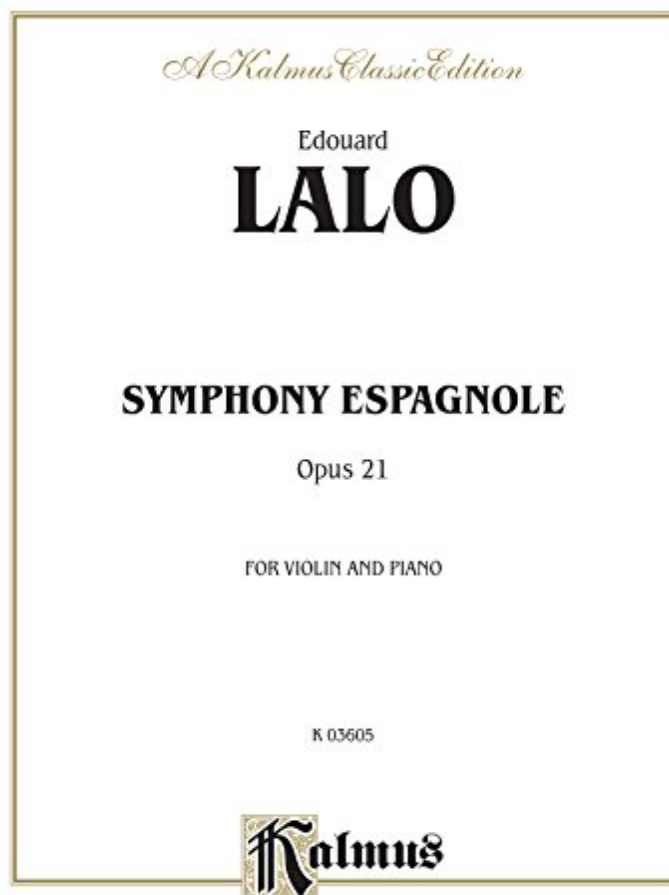 A Kalmus Classic Edition
Edouard
LALO
SYMPHONY ESPAGNOLE
Opus 21
FOR VIOLIN AND PIANO
K 03605
Kalmus